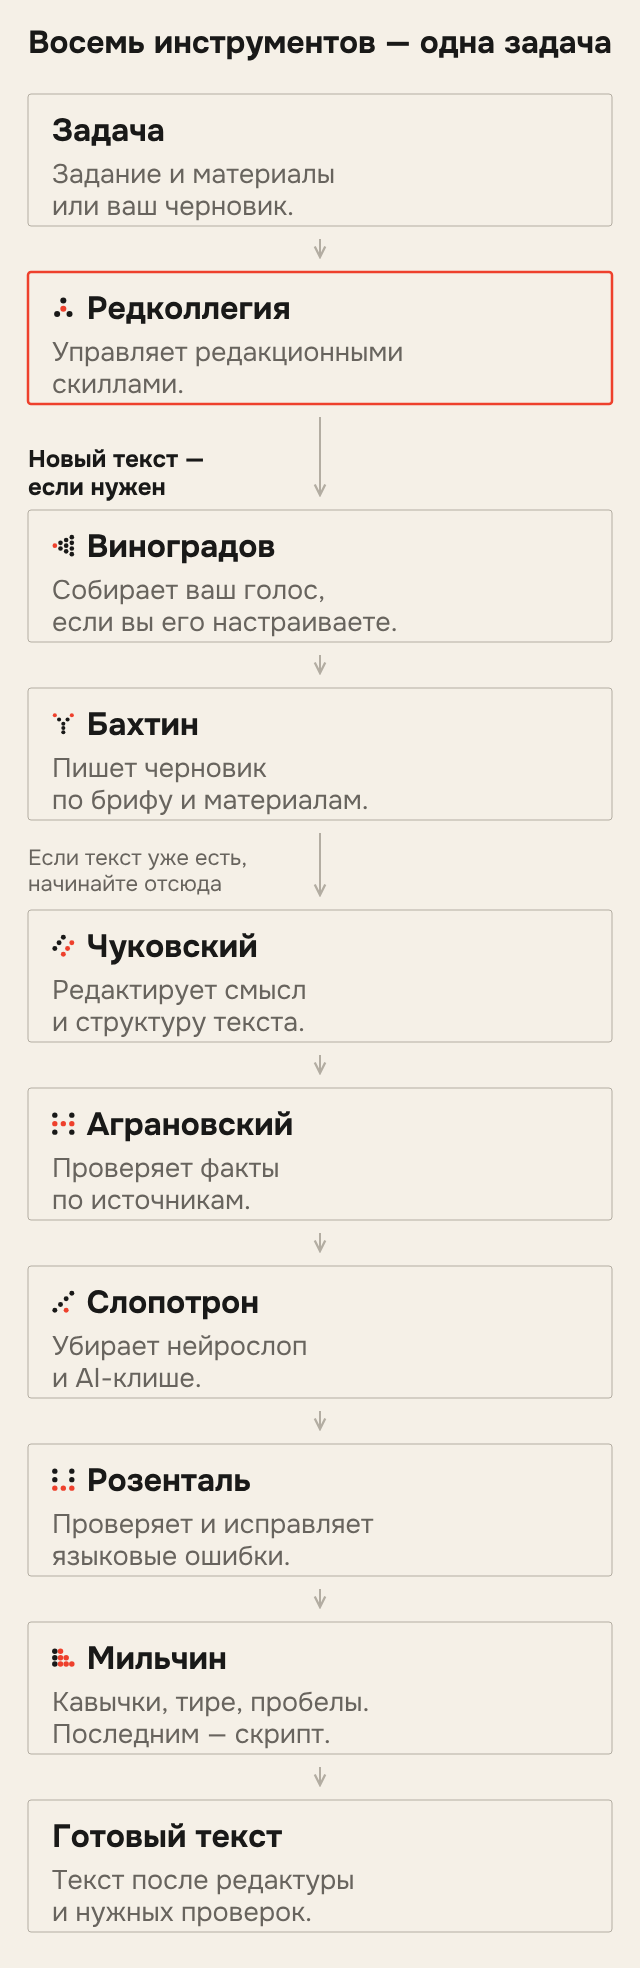 Восемь инструментов — одна задача
Задача
Задание и материалы
или ваш черновик.
Редколлегия
Управляет редакционными
скиллами.
Новый текст —
если нужен
Виноградов
Собирает ваш голос,
если вы его настраиваете.
Бахтин
Пишет черновик
по брифу и материалам.
Если текст уже есть,
начинайте отсюда
Чуковский
Редактирует смысл
и структуру текста.
Аграновский
Проверяет факты
по источникам.
Слопотрон
Убирает нейрослоп
и AI-клише.
Розенталь
Проверяет и исправляет
языковые ошибки.
Мильчин
Кавычки, тире, пробелы.
Последним — скрипт.
Готовый текст
Текст после редактуры
и нужных проверок.